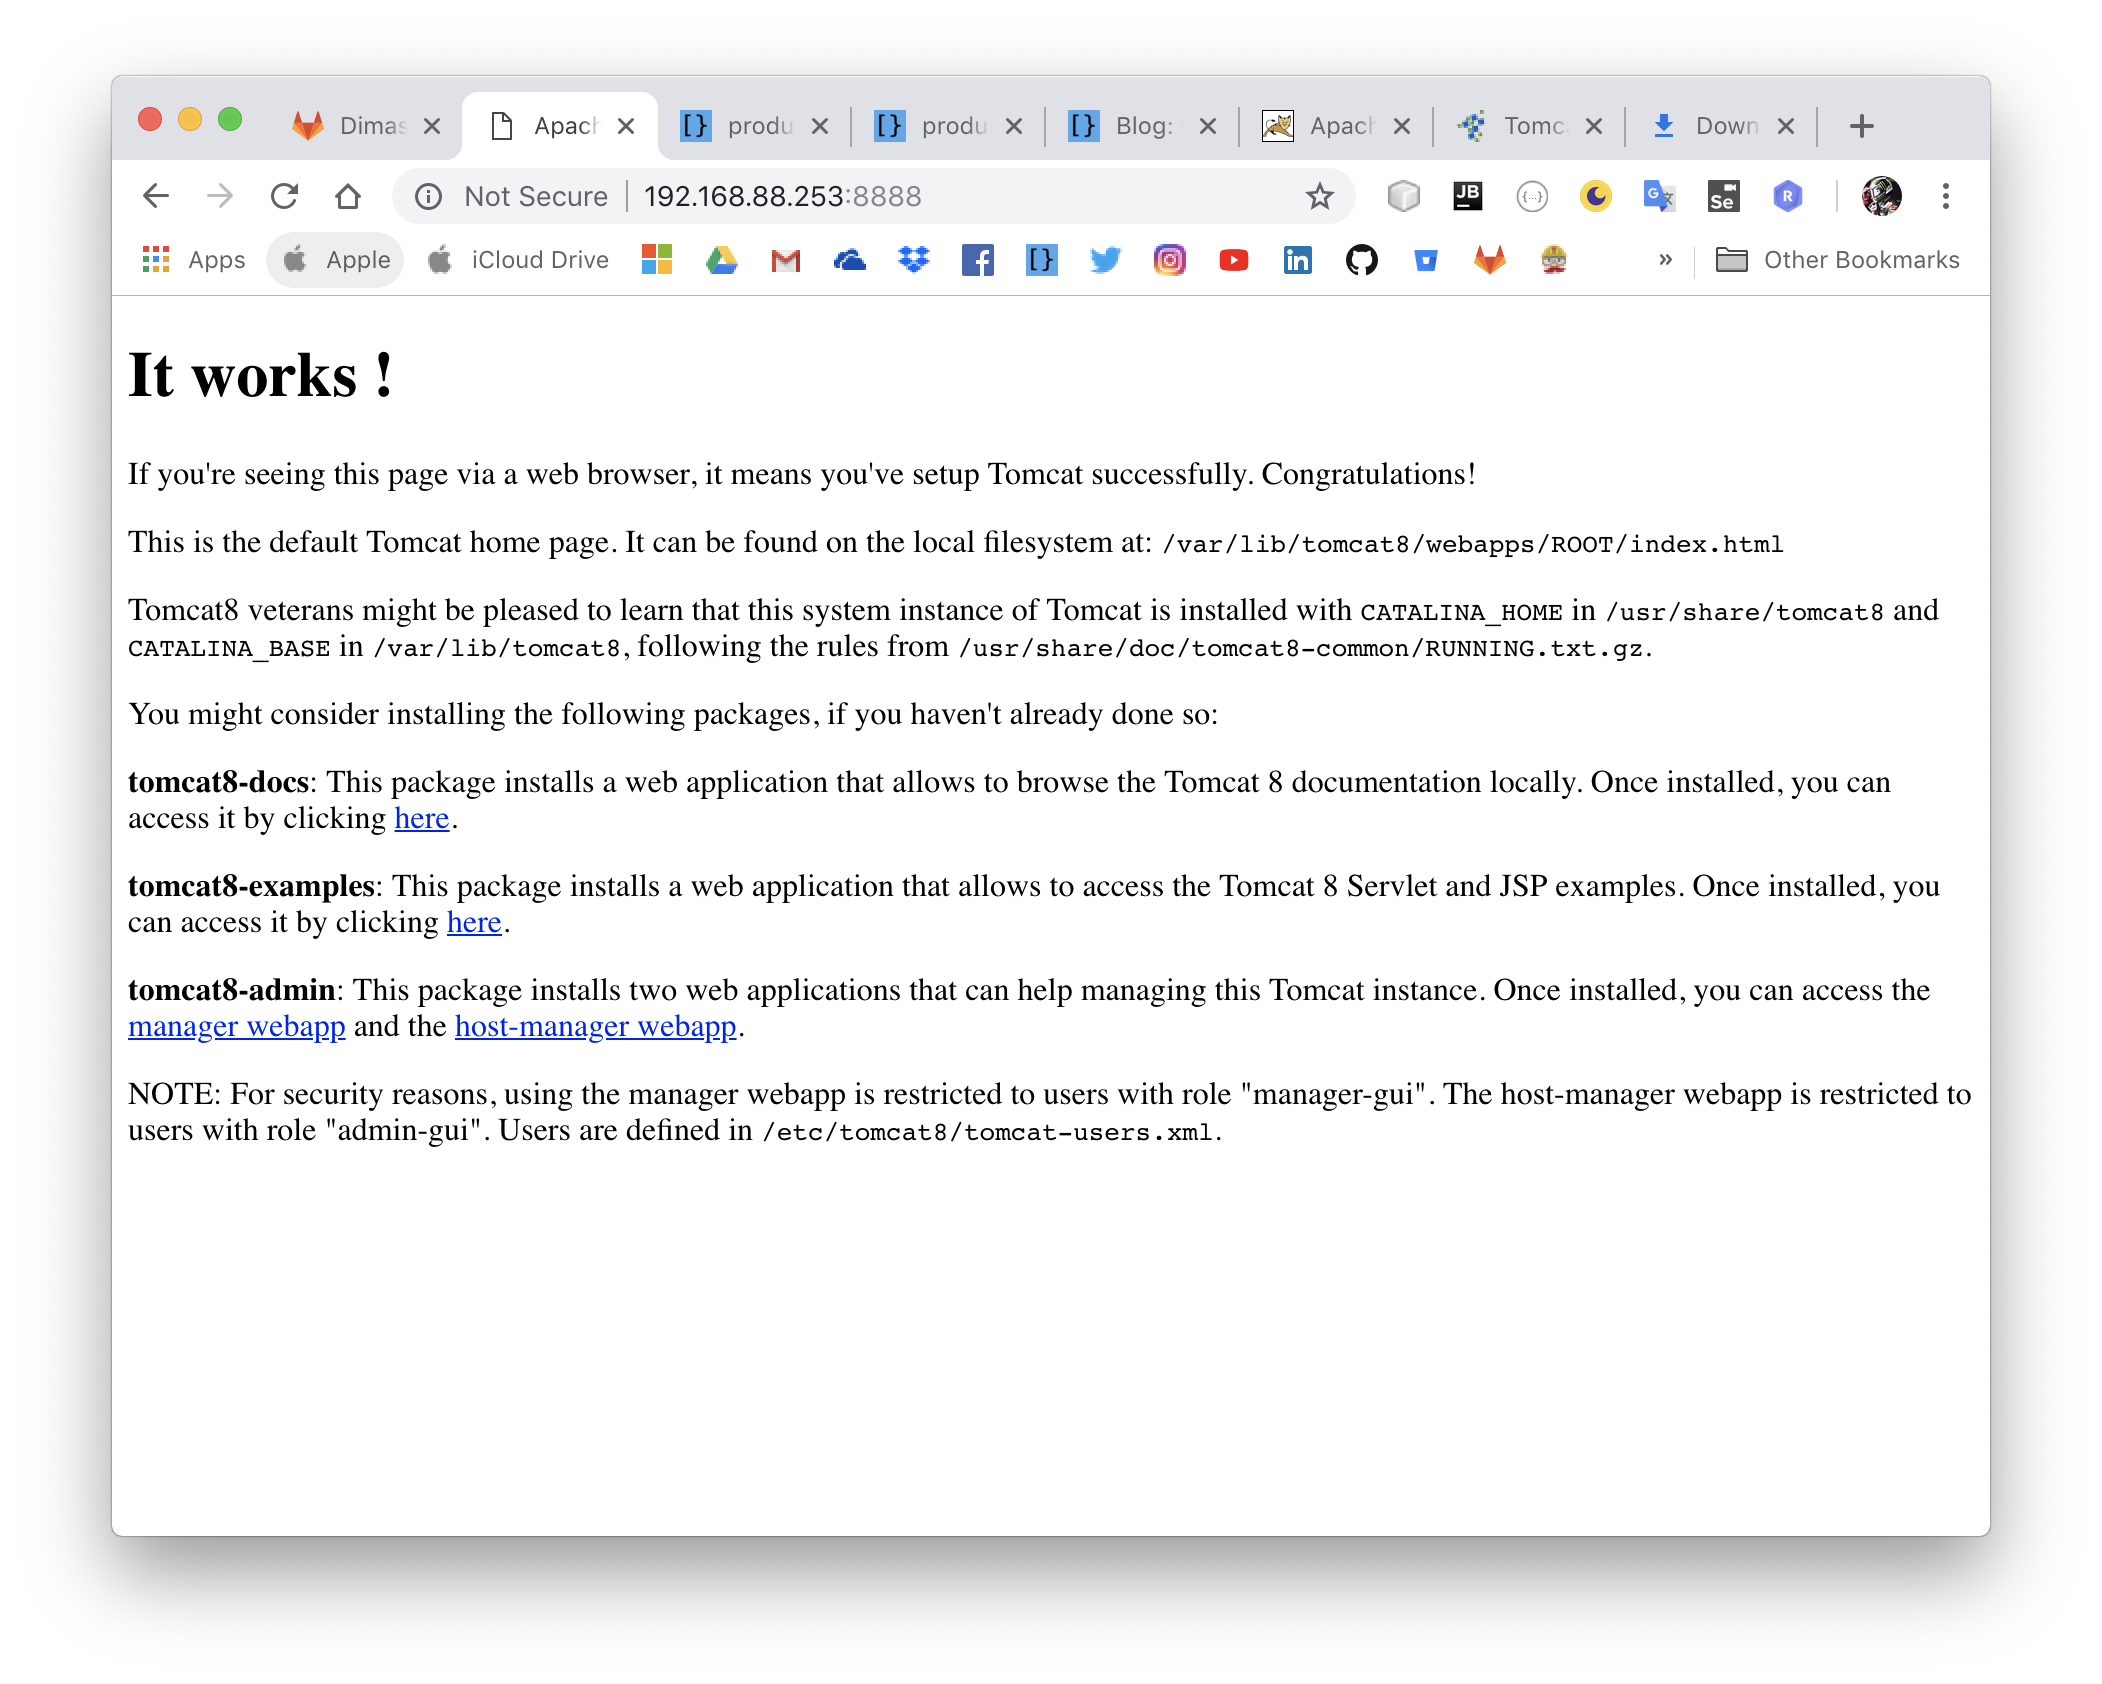 Dimas Apach produ produ Blog: Apach Tomc Down
Not Secure 192.168.88.253:8888
Apps Apple iCloud Drive » Other Bookmarks
It works !
If you're seeing this page via a web browser, it means you've setup Tomcat successfully. Congratulations!
This is the default Tomcat home page. It can be found on the local filesystem at: /var/lib/tomcat8/webapps/ROOT/index.html
Tomcat8 veterans might be pleased to learn that this system instance of Tomcat is installed with CATALINA_HOME in /usr/share/tomcat8 and
CATALINA_BASE in /var/lib/tomcat8, following the rules from /usr/share/doc/tomcat8-common/RUNNING.txt.gz.
You might consider installing the following packages, if you haven't already done so:
tomcat8-docs: This package installs a web application that allows to browse the Tomcat 8 documentation locally. Once installed, you can
access it by clicking here.
tomcat8-examples: This package installs a web application that allows to access the Tomcat 8 Servlet and JSP examples. Once installed, you
can access it by clicking here.
tomcat8-admin: This package installs two web applications that can help managing this Tomcat instance. Once installed, you can access the
manager webapp and the host-manager webapp.
NOTE: For security reasons, using the manager webapp is restricted to users with role "manager-gui". The host-manager webapp is restricted to
users with role "admin-gui". Users are defined in /etc/tomcat8/tomcat-users.xml.